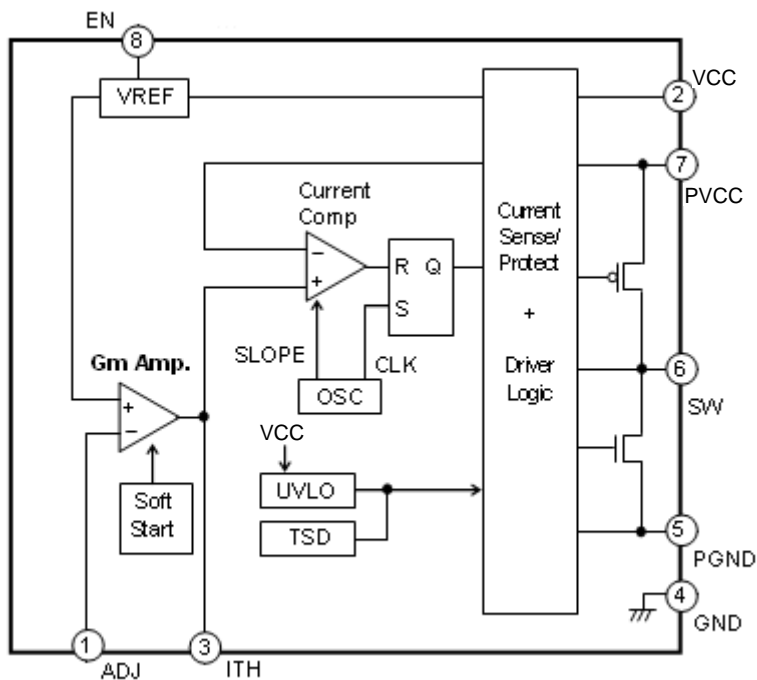 EN
8
VREF
VCC
2
7
PVCC
Current
Comp
−
+
R Q
S
Current
Sense/
Protect
+
Driver
Logic
SLOPE
CLK
OSC
Gm Amp.
+
−
6
SW
VCC
UVLO
TSD
Soft
Start
5
PGND
4
GND
1
ADJ
3
ITH